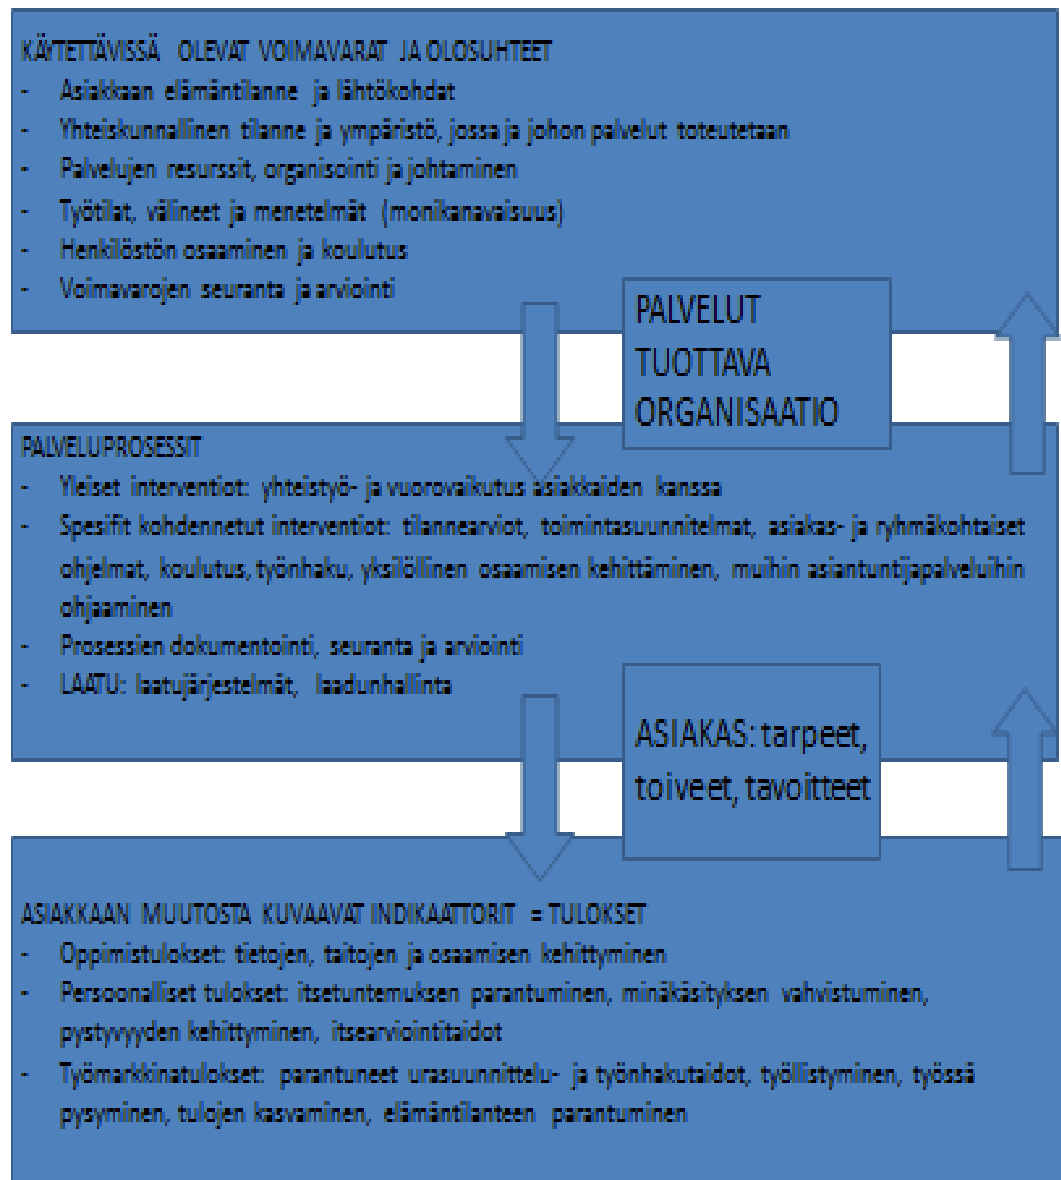 KÄYTETTÄVISSÄ OLEVAT VOIMAVARAT JA OLOSUHTEET
- Asiakkaan elämäntilanne ja lähtökohdat
- Yhteiskunnallinen tilanne ja ympäristö, jossa ja johon palvelut toteutetaan
- Palvelujen resurssit, organisointi ja johtaminen
- Työtilat, välineet ja menetelmät (monikanavaisuus)
- Henkilöstön osaaminen ja koulutus
- Voimavarojen seuranta ja arviointi
PALVELUT
TUOTTAVA
ORGANISAATIO
PALVELUPROSESSIT
- Yleiset interventiot: yhteistyö- ja vuorovaikutus asiakkaiden kanssa
- Spesifit kohdennetut interventiot: tilannearviot, toimintasuunnitelmat, asiakas- ja ryhmäkohtaiset
ohjelmat, koulutus, työnhaku, yksilöllinen osaamisen kehittäminen, muihin asiantuntijapalveluihin
ohjaaminen
- Prosessien dokumentointi, seuranta ja arviointi
- LAATU: laatujärjestelmät, laadunhallinta
ASIAKAS: tarpeet,
toiveet, tavoitteet
ASIAKKAAN MUUTOSTA KUVAAVAT INDIKAATTORIT = TULOKSET
- Oppimistulokset: tietojen, taitojen ja osaamisen kehittyminen
- Persoonalliset tulokset: itsetuntemuksen parantuminen, minäkäsityksen vahvistuminen,
pystyvyyden kehittyminen, itsearviointitaidot
- Työmarkkinatulokset: parantuneet urasuunnittelu- ja työnhakutaidot, työllistyminen, työssä
pysyminen, tulojen kasvaminen, elämäntilanteen parantuminen